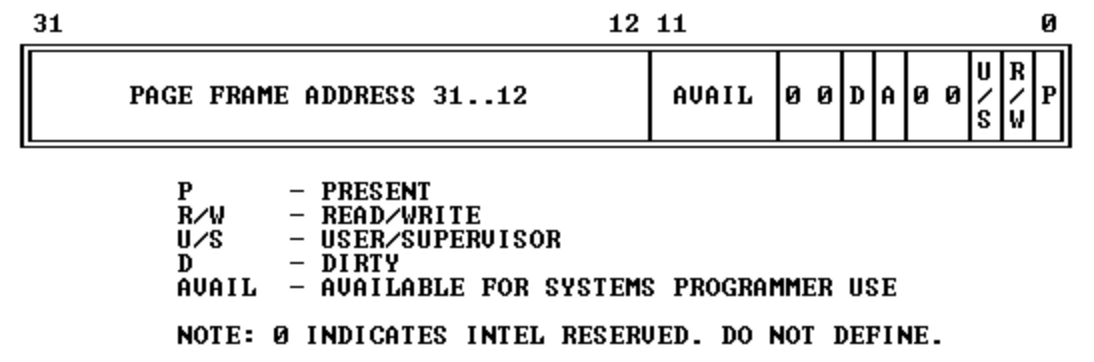 31 12 11 0
PAGE FRAME ADDRESS 31..12 AVAIL 0 0 D A 0 0 U/S R/W P
P - PRESENT
R/W - READ/WRITE
U/S - USER/SUPERVISOR
D - DIRTY
AVAIL - AVAILABLE FOR SYSTEMS PROGRAMMER USE
NOTE: 0 INDICATES INTEL RESERVED. DO NOT DEFINE.